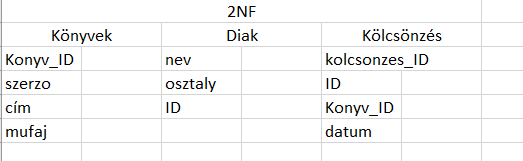 2NF
Könyvek Diak Kölcsönzés
Konyv_ID nev kolcsonzes_ID
szerzo osztaly ID
cím ID Konyv_ID
mufaj datum